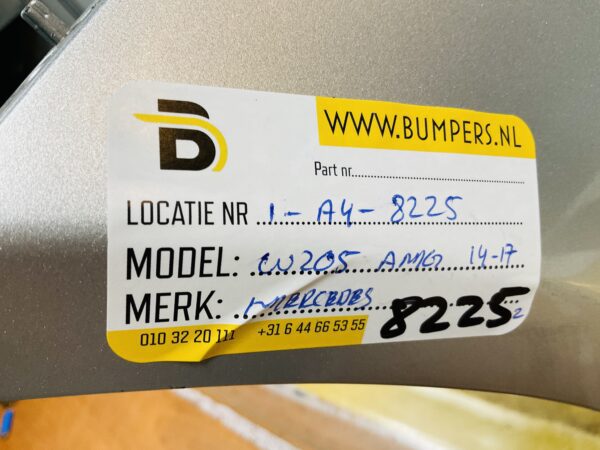 B
WWW.BUMPERS.NL
Part nr.
LOCATIE NR 1-A4-8225
MODEL: W205 AMG 14-17
MERK: MERCEDES
8225 2
010 32 20 111 +31 6 44 66 53 55